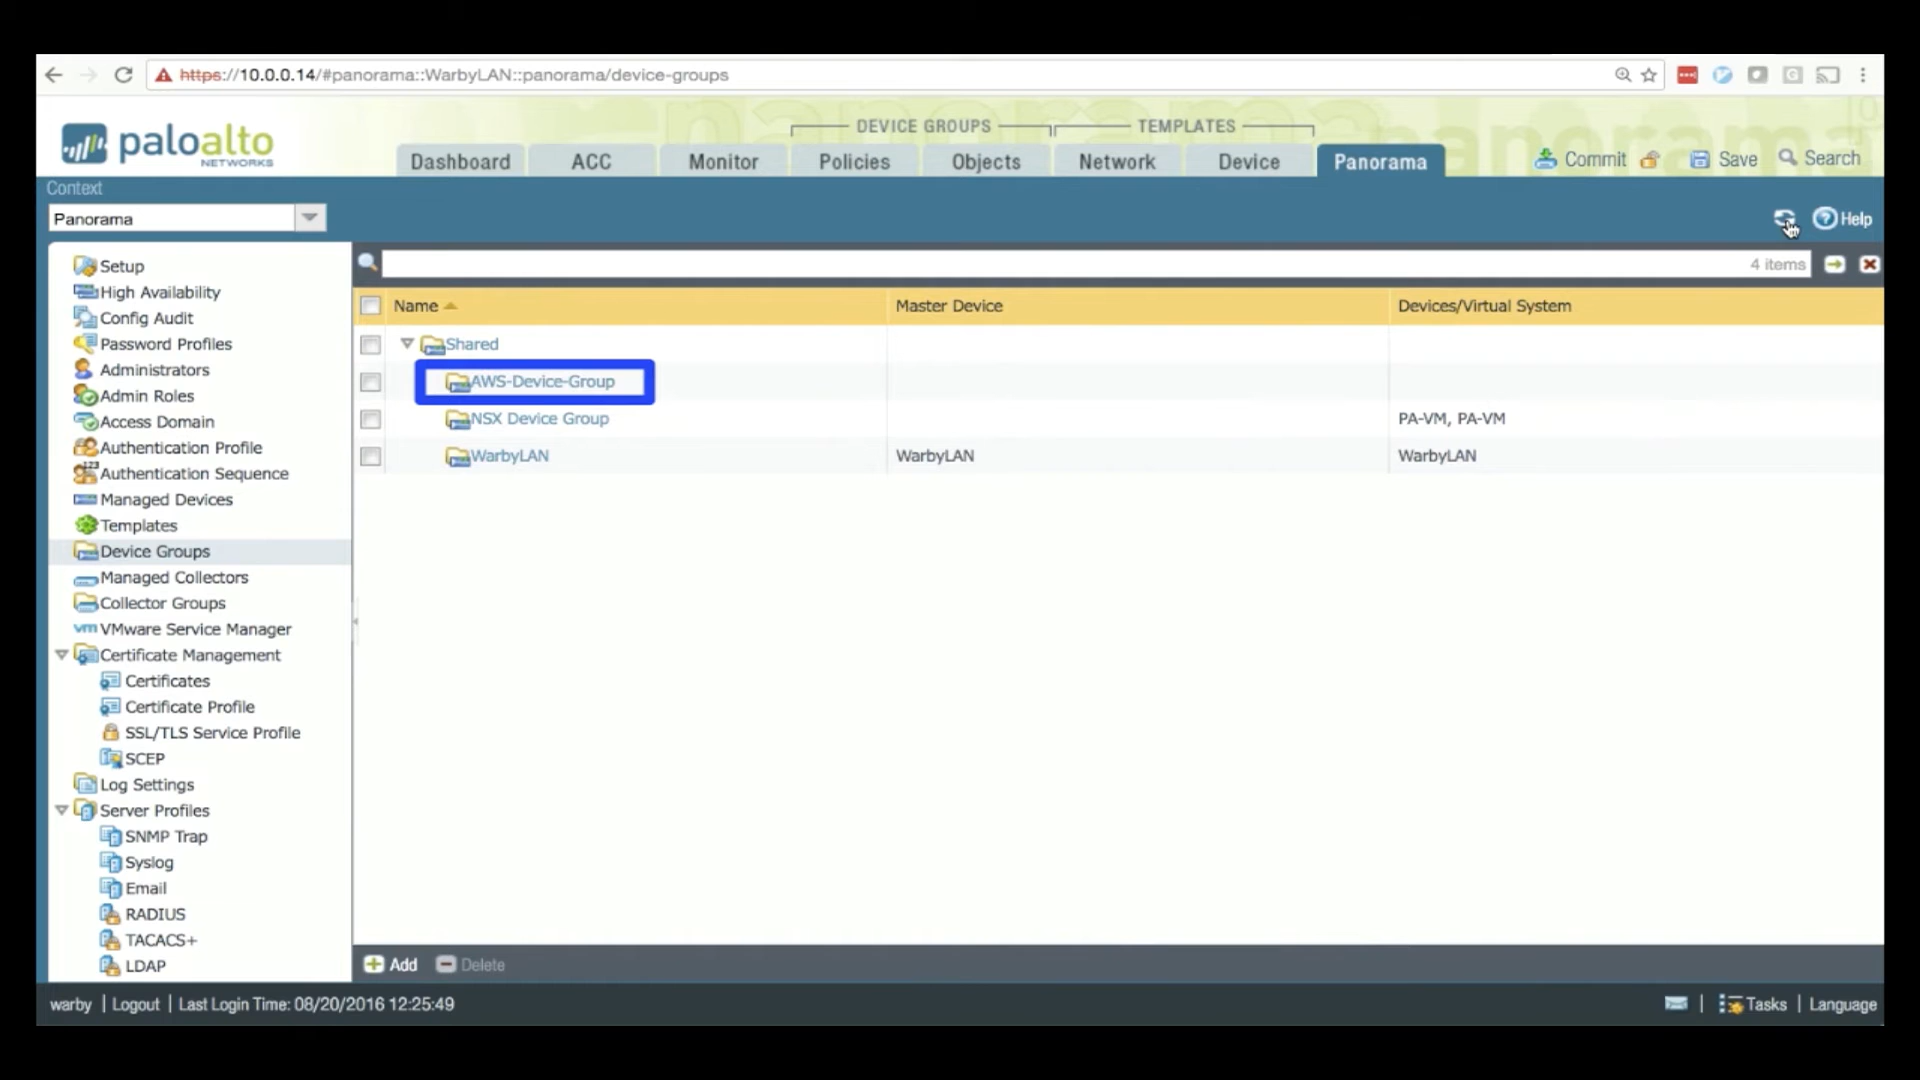 https://10.0.0.14/#panorama::WarbyLAN::panorama/device-groups
paloalto
NETWORKS
DEVICE GROUPS
TEMPLATES
Dashboard
ACC
Monitor
Policies
Objects
Network
Device
Panorama
Commit
Save
Search
Context
Panorama
Help
4 items
Setup
High Availability
Config Audit
Password Profiles
Administrators
Admin Roles
Access Domain
Authentication Profile
Authentication Sequence
Managed Devices
Templates
Device Groups
Managed Collectors
Collector Groups
vm VMware Service Manager
Certificate Management
Certificates
Certificate Profile
SSL/TLS Service Profile
SCEP
Log Settings
Server Profiles
SNMP Trap
Syslog
Email
RADIUS
TACACS+
LDAP
Name Master Device Devices/Virtual System
Shared
AWS-Device-Group
NSX Device Group PA-VM, PA-VM
WarbyLAN WarbyLAN WarbyLAN
Add Delete
warby | Logout | Last Login Time: 08/20/2016 12:25:49
| Tasks | Language